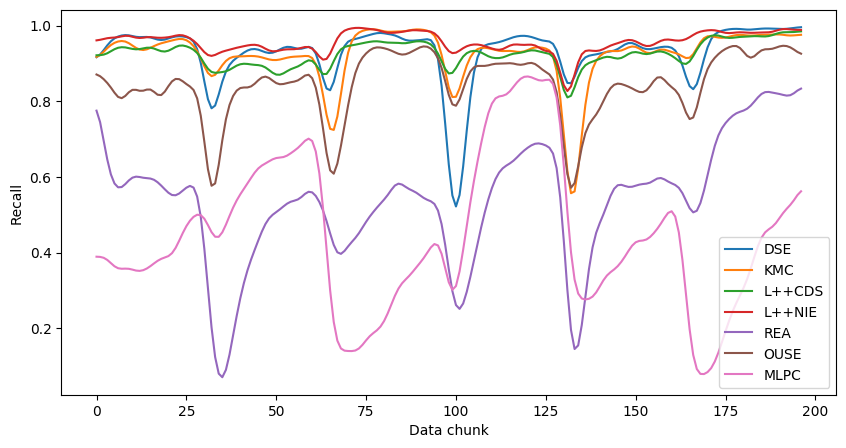 1.0
0.8
0.6
0.4
0.2
Recall
0
25
50
75
100
125
150
175
200
Data chunk
DSE
KMC
L++CDS
L++NIE
REA
OUSE
MLPC